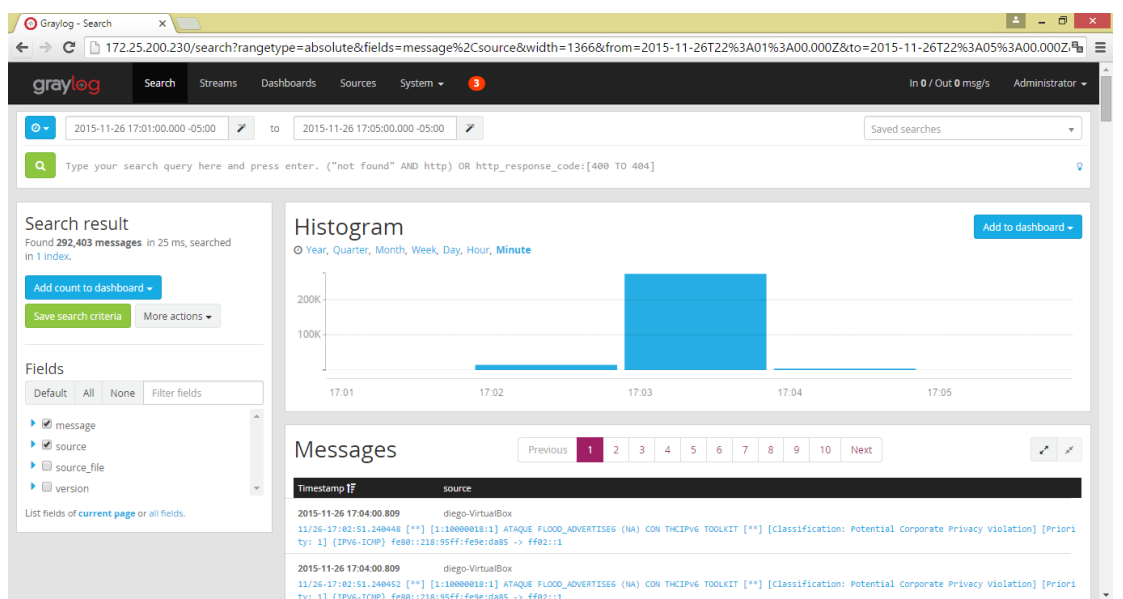 Graylog - Search
172.25.200.230/search?rangetype=absolute&fields=message%2Csource&width=1366&from=2015-11-26T22%3A01%3A00.000Z&to=2015-11-26T22%3A05%3A00.000Z
graylog Search Streams Dashboards Sources System 3 In 0 / Out 0 msg/s Administrator
2015-11-26 17:01:00.000 -05:00 to 2015-11-26 17:05:00.000 -05:00 Saved searches
Type your search query here and press enter. ("not found" AND http) OR http_response_code:[400 TO 404]
Search result
Found 292,403 messages in 25 ms, searched
in 1 index.
Add count to dashboard
Save search criteria More actions
Fields
Default All None Filter fields
message
source
source_file
version
List fields of current page or all fields.
Histogram
Add to dashboard
Year, Quarter, Month, Week, Day, Hour, Minute
200K
100K
17:01 17:02 17:03 17:04 17:05
Messages
Previous 1 2 3 4 5 6 7 8 9 10 Next
Timestamp source
2015-11-26 17:04:00.809 diego-VirtualBox
11/26-17:02:51.240448 [**] [1:10000018:1] ATAQUE FLOOD_ADVERTISE6 (NA) CON THCIPV6 TOOLKIT [**] [Classification: Potential Corporate Privacy Violation] [Priori
ty: 1] {IPV6-ICMP} fe80::218:95ff:fe9e:da85 -> ff02::1
2015-11-26 17:04:00.809 diego-VirtualBox
11/26-17:02:51.240452 [**] [1:10000018:1] ATAQUE FLOOD_ADVERTISE6 (NA) CON THCIPV6 TOOLKIT [**] [Classification: Potential Corporate Privacy Violation] [Priori
ty: 1] {IPV6-ICMP} fe80::218:95ff:fe9e:da85 -> ff02::1